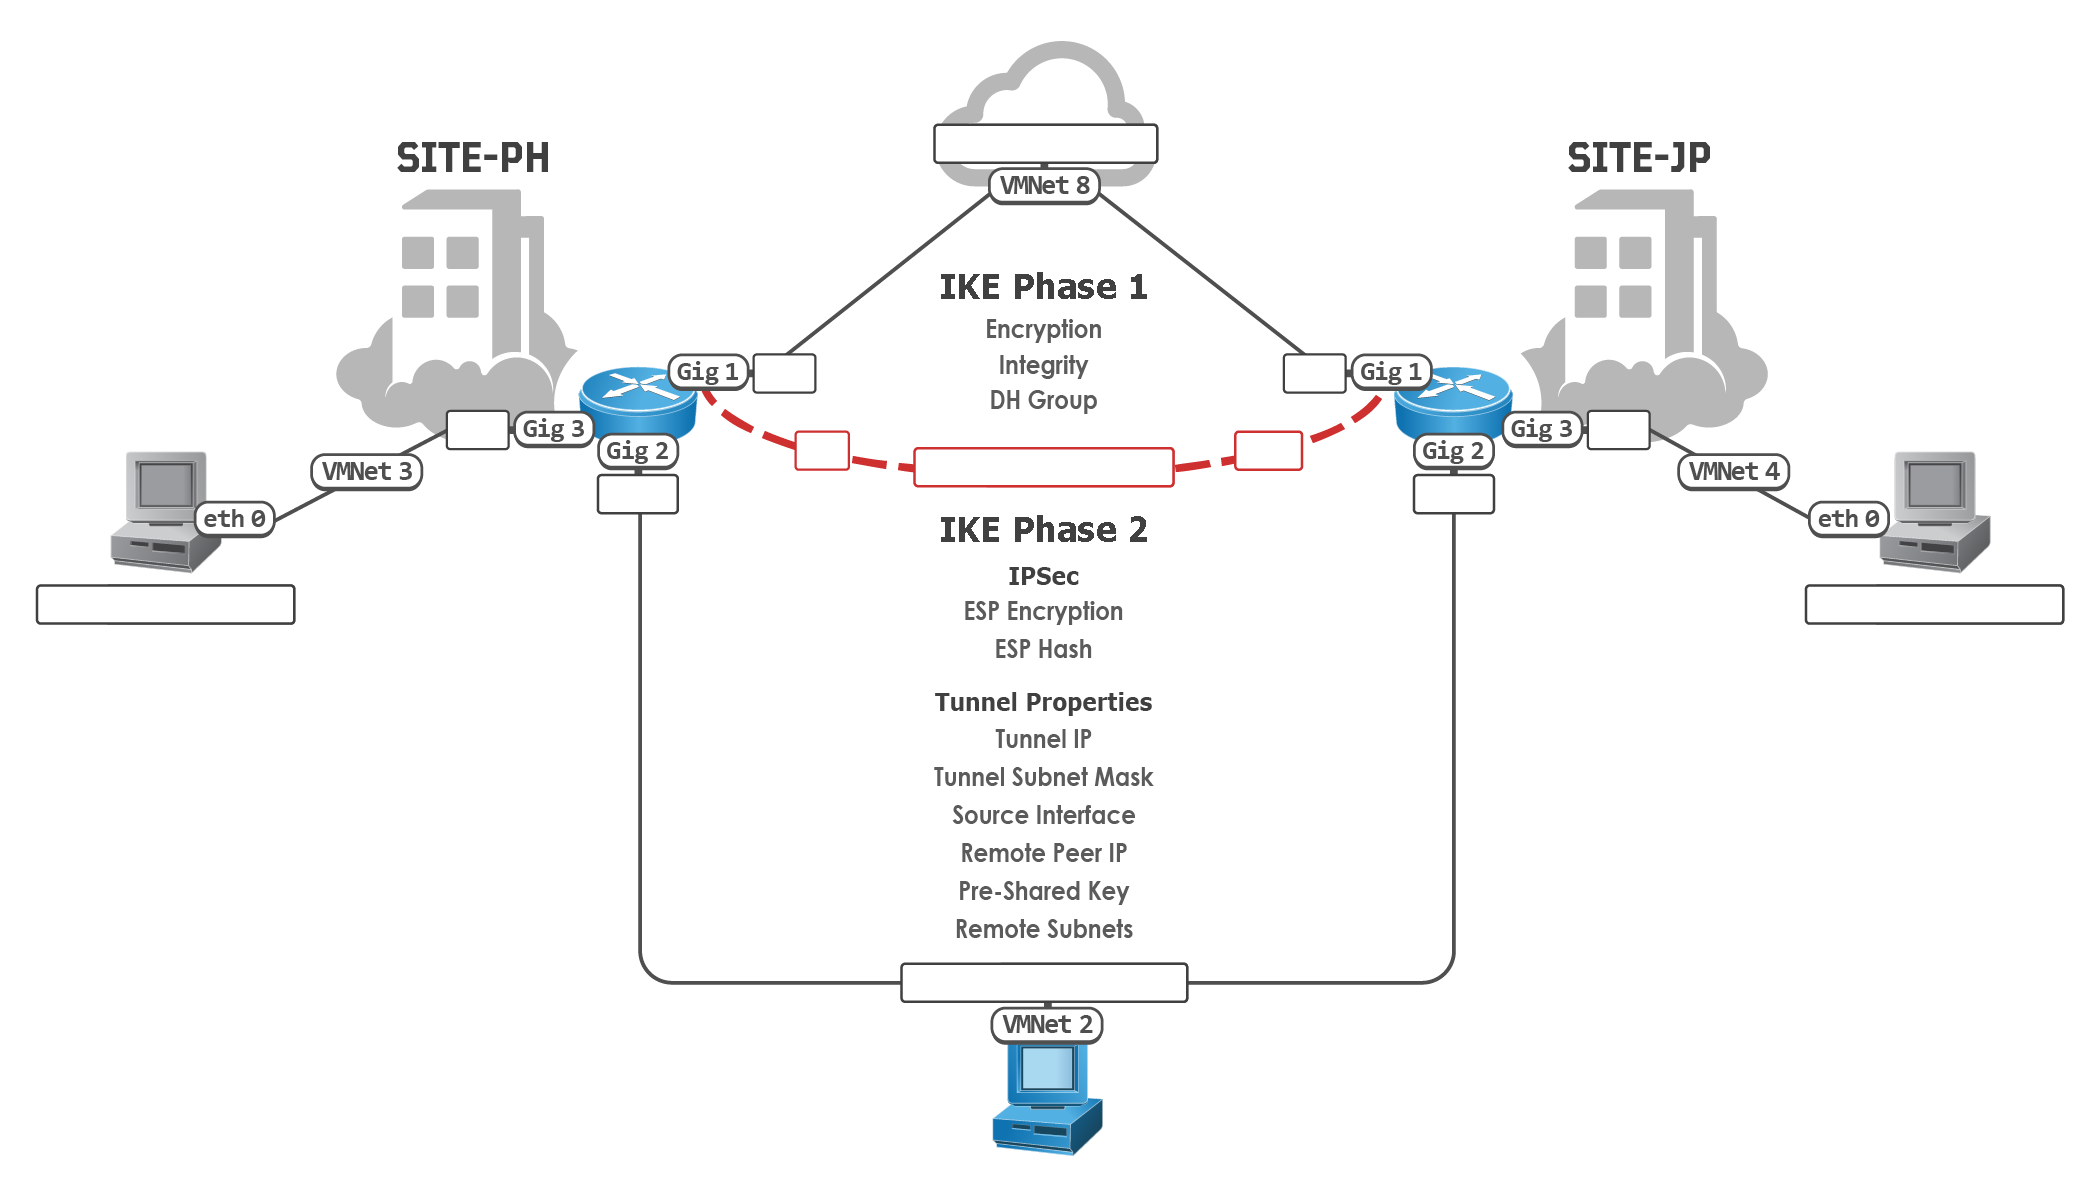 SITE-PH
SITE-JP
VMNet 8
IKE Phase 1
Encryption
Integrity
DH Group
Gig 1
Gig 1
Gig 3
Gig 2
Gig 2
Gig 3
VMNet 3
VMNet 4
eth 0
eth 0
IKE Phase 2
IPSec
ESP Encryption
ESP Hash
Tunnel Properties
Tunnel IP
Tunnel Subnet Mask
Source Interface
Remote Peer IP
Pre-Shared Key
Remote Subnets
VMNet 2